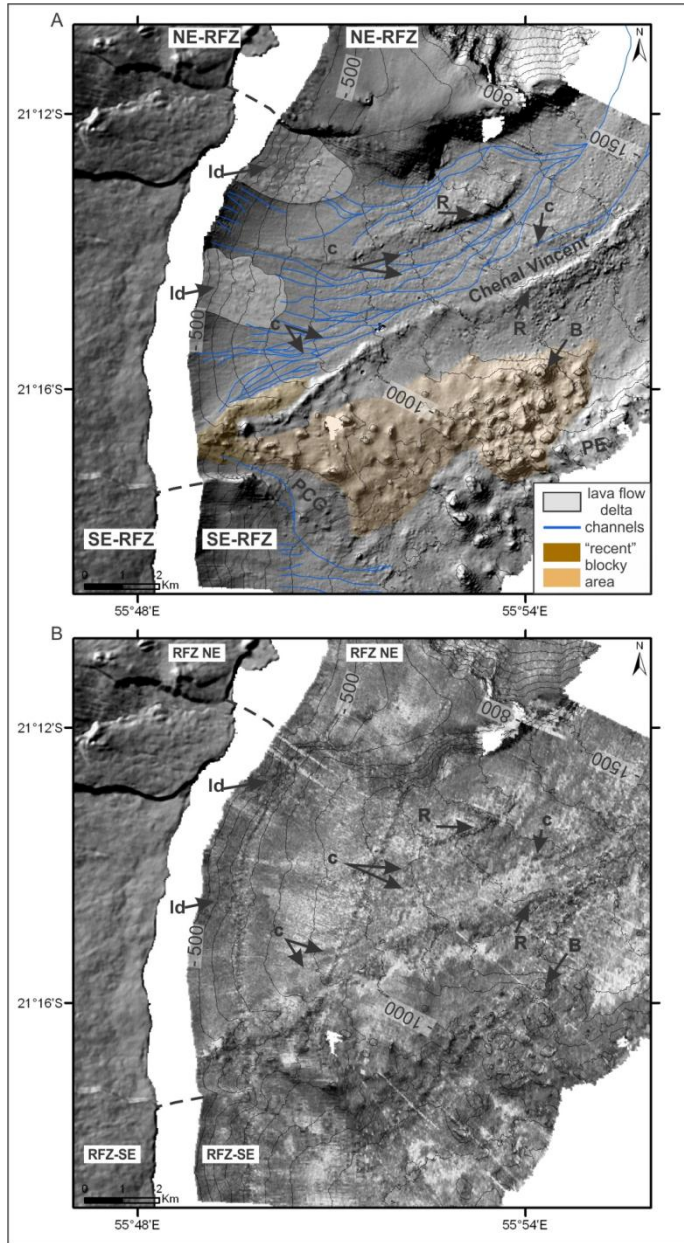 A
NE-RFZ
NE-RFZ
N
- 500
800
21°12'S
- 1500
ld
R
c
c
Chenal Vincent
ld
- 500
R
c
B
21°16'S
- 1000
PE
PCG
SE-RFZ
SE-RFZ
lava flow
delta
channels
"recent"
blocky
area
0 1 2
Km
55°48'E
55°54'E
B
RFZ NE
RFZ NE
N
- 500
800
21°12'S
- 1500
ld
R
c
c
ld
- 500
R
c
B
21°16'S
- 1000
RFZ-SE
RFZ-SE
0 1 2
Km
55°48'E
55°54'E